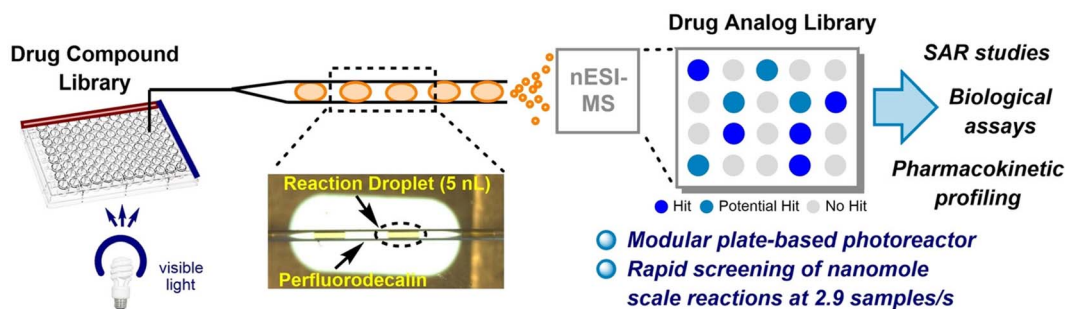 Drug Compound
Library
visible
light
Reaction Droplet (5 nL)
Perfluorodecalin
nESI-
MS
Drug Analog Library
Hit
Potential Hit
No Hit
SAR studies
Biological
assays
Pharmacokinetic
profiling
Modular plate-based photoreactor
Rapid screening of nanomole
scale reactions at 2.9 samples/s